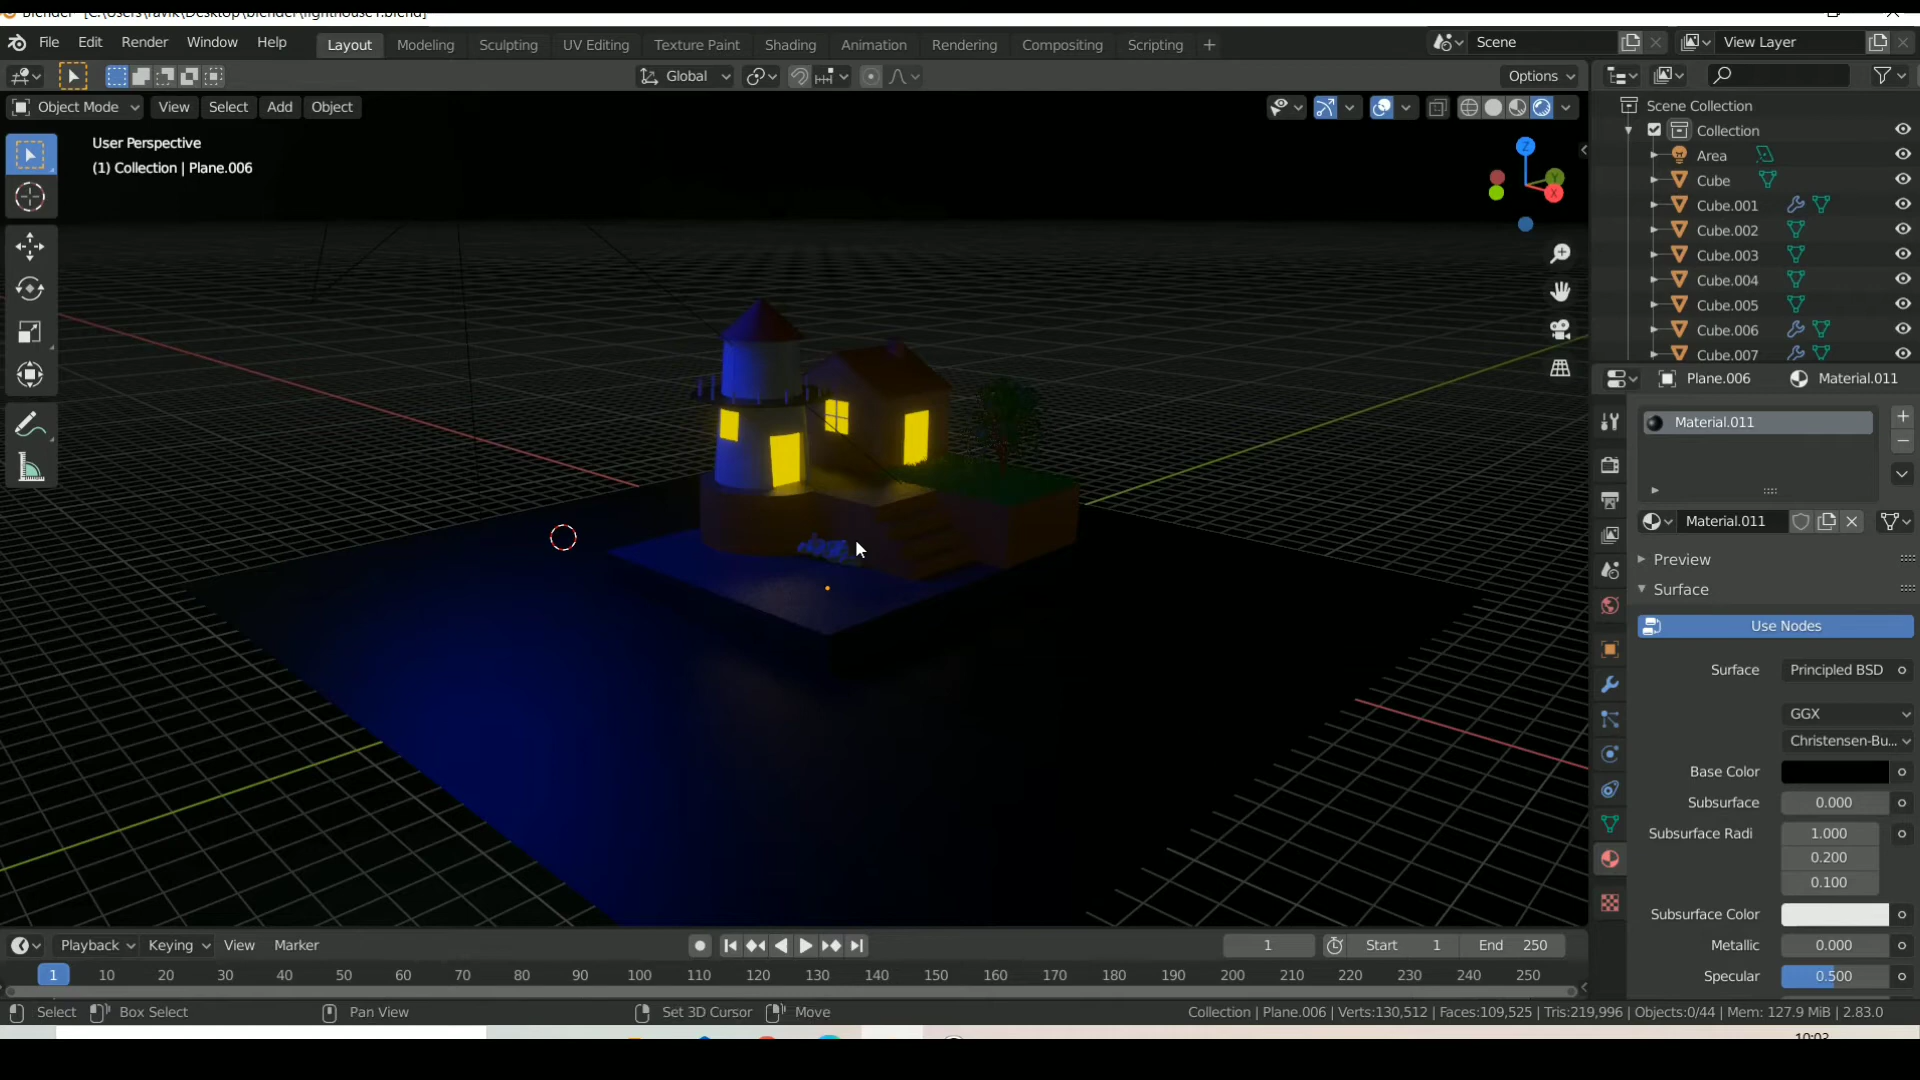 Blender [C:\Users\ravik\Desktop\blender\lighthouse1.blend]
File Edit Render Window Help Layout Modeling Sculpting UV Editing Texture Paint Shading Animation Rendering Compositing Scripting + Scene View Layer
Global Options
Object Mode View Select Add Object
User Perspective
(1) Collection | Plane.006
Z
Y
X
Scene Collection
Collection
Area
Cube
Cube.001
Cube.002
Cube.003
Cube.004
Cube.005
Cube.006
Cube.007
Plane.006 Material.011
Material.011
Material.011
Preview
Surface
Use Nodes
Surface Principled BSD
GGX
Christensen-Bu...
Base Color
Subsurface 0.000
Subsurface Radi 1.000
0.200
0.100
Subsurface Color
Metallic 0.000
Specular 0.500
Playback Keying View Marker 1 Start 1 End 250
1 10 20 30 40 50 60 70 80 90 100 110 120 130 140 150 160 170 180 190 200 210 220 230 240 250
Select Box Select Pan View Set 3D Cursor Move Collection | Plane.006 | Verts:130,512 | Faces:109,525 | Tris:219,996 | Objects:0/44 | Mem: 127.9 MiB | 2.83.0
10:03